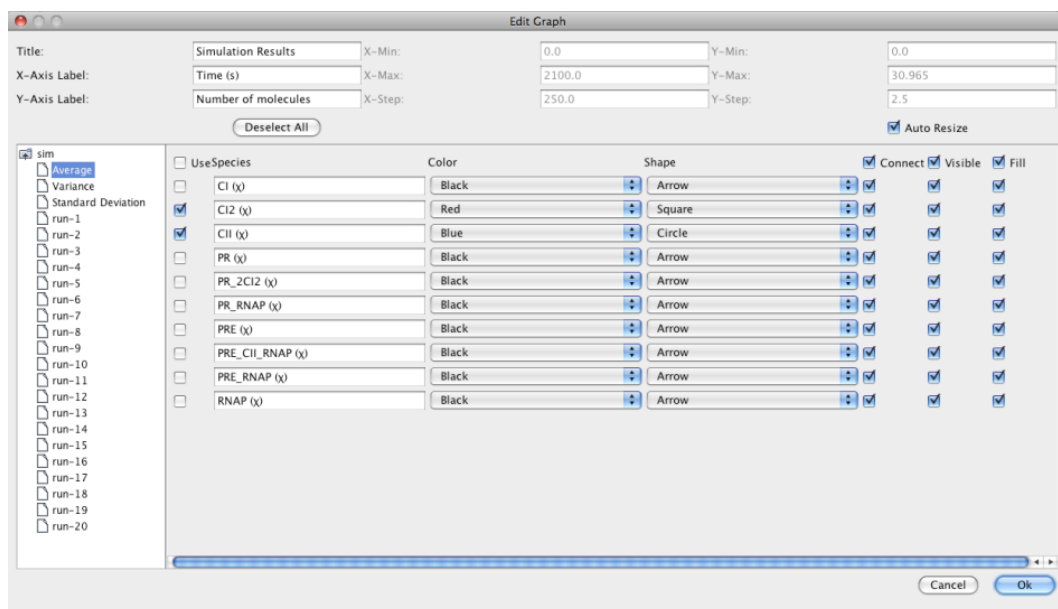 Edit Graph
Title: Simulation Results X-Min: 0.0 Y-Min: 0.0
X-Axis Label: Time (s) X-Max: 2100.0 Y-Max: 30.965
Y-Axis Label: Number of molecules X-Step: 250.0 Y-Step: 2.5
Deselect All Auto Resize
sim
Average
Variance
Standard Deviation
run-1
run-2
run-3
run-4
run-5
run-6
run-7
run-8
run-9
run-10
run-11
run-12
run-13
run-14
run-15
run-16
run-17
run-18
run-19
run-20
Use Species Color Shape Connect Visible Fill
CI (χ) Black Arrow
CI2 (χ) Red Square
CII (χ) Blue Circle
PR (χ) Black Arrow
PR_2CI2 (χ) Black Arrow
PR_RNAP (χ) Black Arrow
PRE (χ) Black Arrow
PRE_CII_RNAP (χ) Black Arrow
PRE_RNAP (χ) Black Arrow
RNAP (χ) Black Arrow
Cancel Ok